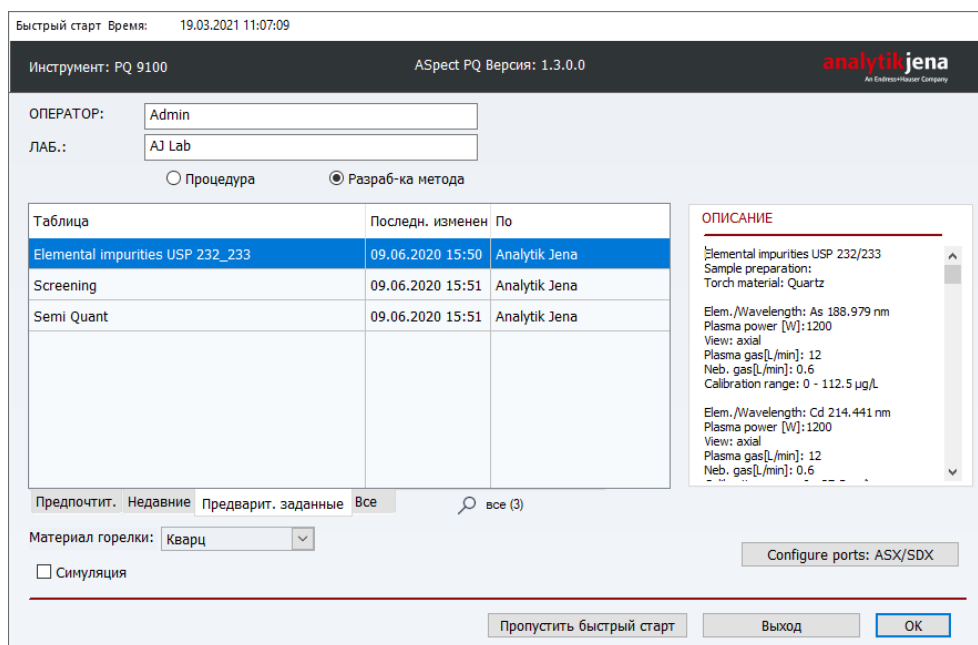 Быстрый старт Время: 19.03.2021 11:07:09
Инструмент: PQ 9100 ASpect PQ Версия: 1.3.0.0 analytikjena
An Endress+Hauser Company
ОПЕРАТОР: Admin
ЛАБ.: AJ Lab
Процедура Разраб-ка метода
Таблица Последн. изменен По
Elemental impurities USP 232_233 09.06.2020 15:50 Analytik Jena
Screening 09.06.2020 15:51 Analytik Jena
Semi Quant 09.06.2020 15:51 Analytik Jena
ОПИСАНИЕ
Elemental impurities USP 232/233
Sample preparation:
Torch material: Quartz
Elem./Wavelength: As 188.979 nm
Plasma power [W]:1200
View: axial
Plasma gas[L/min]: 12
Neb. gas[L/min]: 0.6
Calibration range: 0 - 112.5 µg/L
Elem./Wavelength: Cd 214.441 nm
Plasma power [W]:1200
View: axial
Plasma gas[L/min]: 12
Neb. gas[L/min]: 0.6
Предпочтит. Недавние Предварит. заданные Все все (3)
Материал горелки: Кварц
Configure ports: ASX/SDX
Симуляция
Пропустить быстрый старт Выход OK